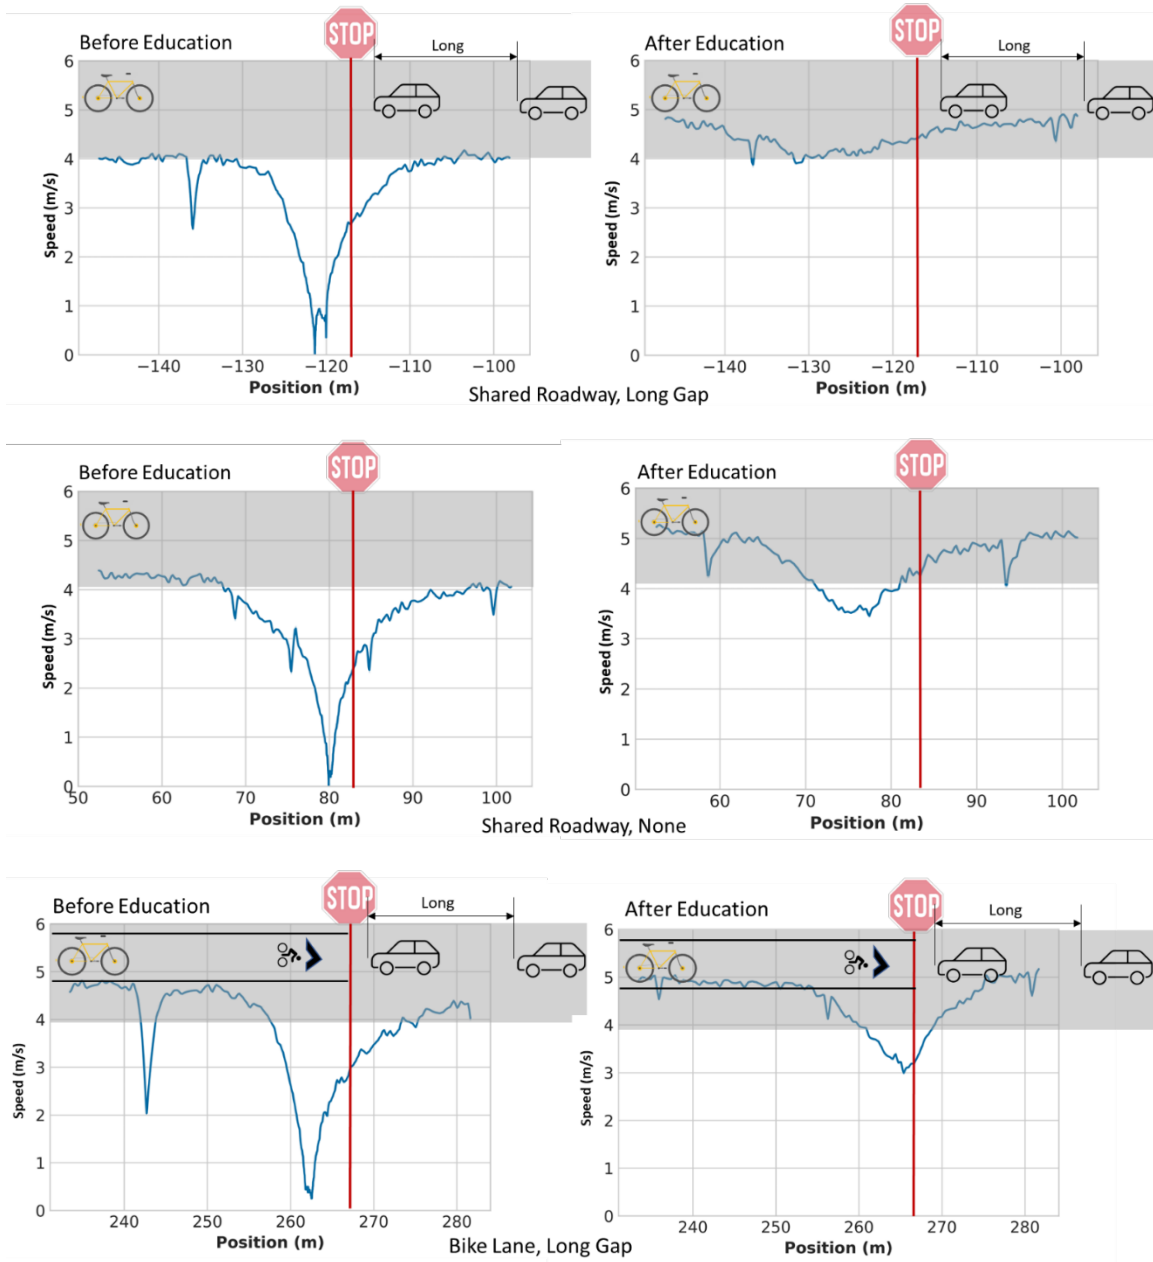 STOP
STOP
Before Education
Long
After Education
Long
6
5
4
3
2
1
0
Speed (m/s)
−140
−130
−120
−110
−100
Position (m)
6
5
4
3
2
1
0
Speed (m/s)
−140
−130
−120
−110
−100
Position (m)
Shared Roadway, Long Gap
STOP
STOP
Before Education
After Education
6
5
4
3
2
1
0
Speed (m/s)
50
60
70
80
90
100
Position (m)
6
5
4
3
2
1
0
Speed (m/s)
60
70
80
90
100
Position (m)
Shared Roadway, None
STOP
STOP
Before Education
Long
After Education
Long
6
5
4
3
2
1
0
Speed (m/s)
240
250
260
270
280
Position (m)
6
5
4
3
2
1
0
Speed (m/s)
240
250
260
270
280
Position (m)
Bike Lane, Long Gap